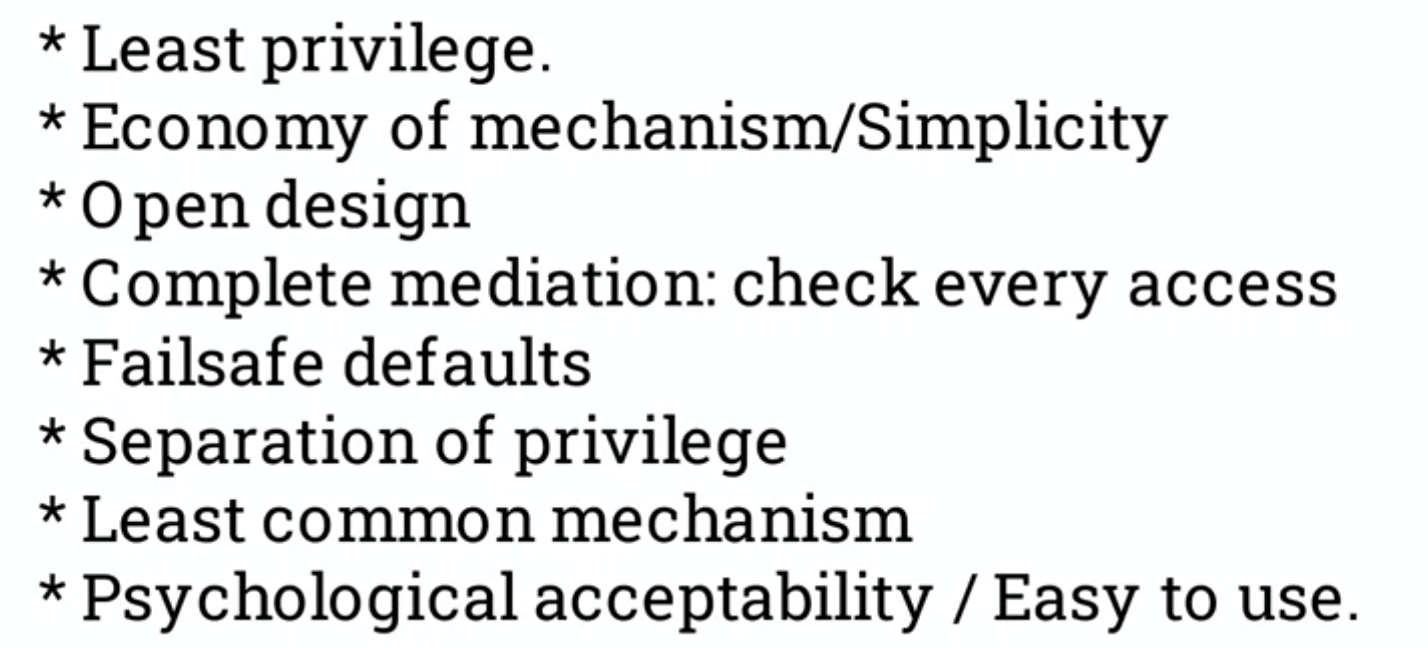 * Least privilege.
* Economy of mechanism/Simplicity
* Open design
* Complete mediation: check every access
* Failsafe defaults
* Separation of privilege
* Least common mechanism
* Psychological acceptability / Easy to use.